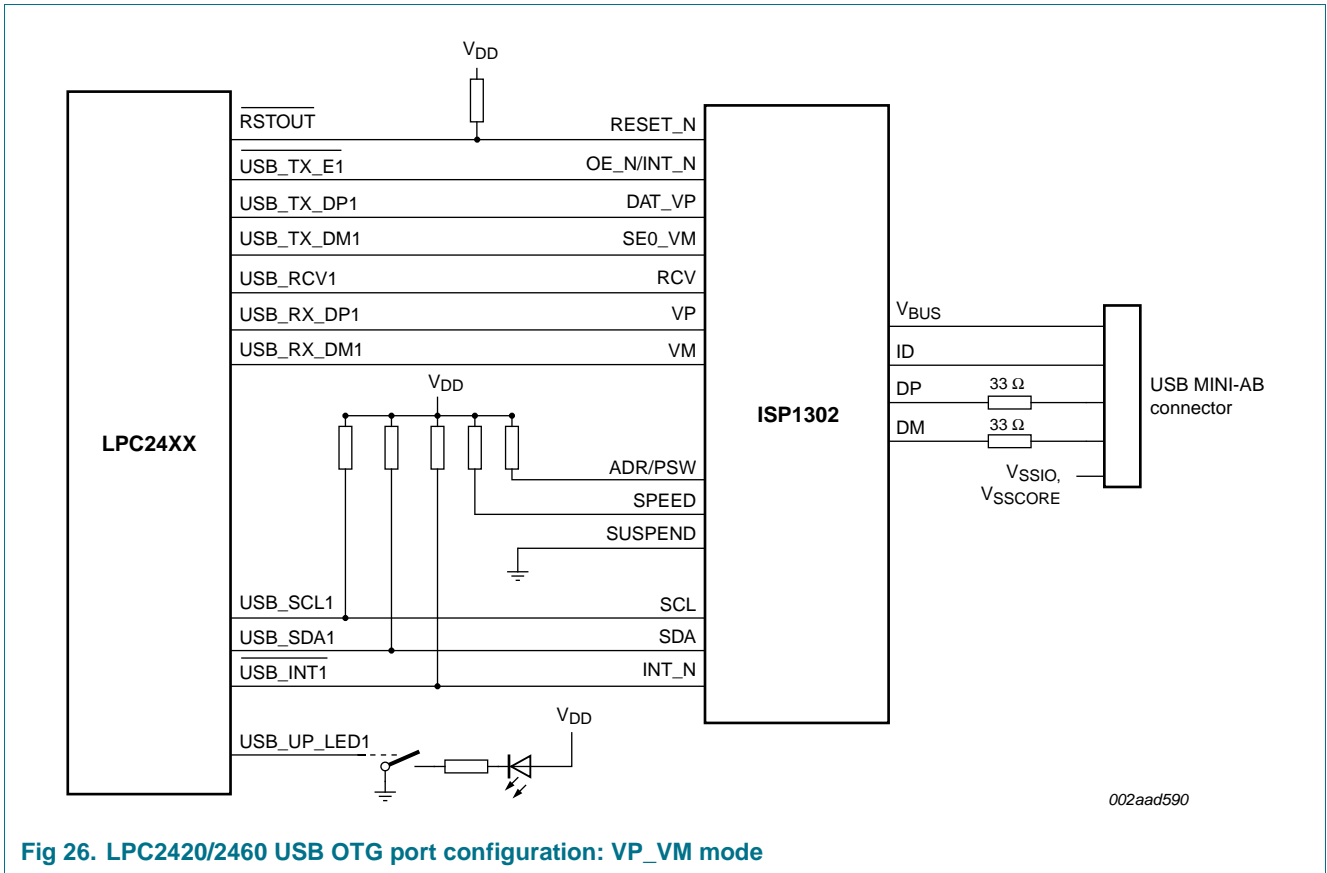 VDD
RSTOUT RESET_N
USB_TX_E1 OE_N/INT_N
USB_TX_DP1 DAT_VP
USB_TX_DM1 SE0_VM
USB_RCV1 RCV
USB_RX_DP1 VP
USB_RX_DM1 VM
VBUS
ID
DP 33 Ω
DM 33 Ω
USB MINI-AB
connector
VSSIO,
VSSCORE
LPC24XX
ISP1302
VDD
ADR/PSW
SPEED
SUSPEND
USB_SCL1 SCL
USB_SDA1 SDA
USB_INT1 INT_N
USB_UP_LED1
VDD
002aad590
Fig 26. LPC2420/2460 USB OTG port configuration: VP_VM mode